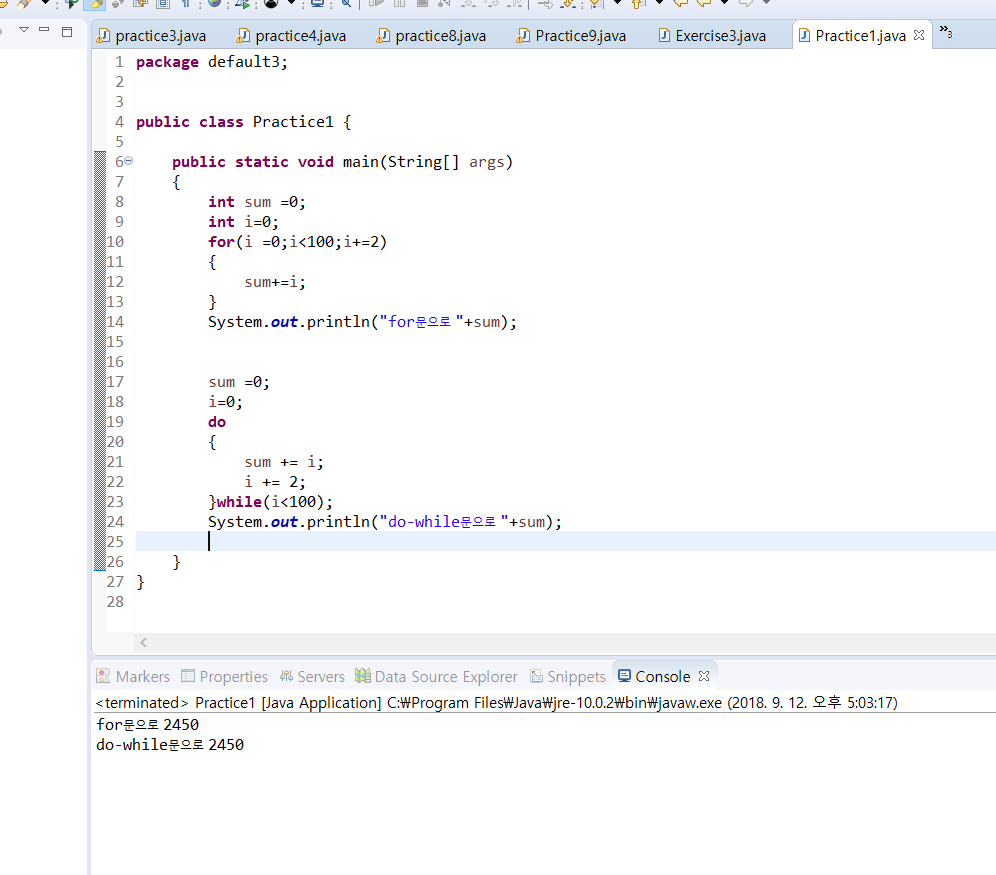 practice3.java practice4.java practice8.java Practice9.java Exercise3.java Practice1.java »3
1 package default3;
2
3
4 public class Practice1 {
5
6 public static void main(String[] args)
7 {
8 int sum =0;
9 int i=0;
10 for(i =0;i<100;i+=2)
11 {
12 sum+=i;
13 }
14 System.out.println("for문으로 "+sum);
15
16
17 sum =0;
18 i=0;
19 do
20 {
21 sum += i;
22 i += 2;
23 }while(i<100);
24 System.out.println("do-while문으로 "+sum);
25
26 }
27 }
28
Markers Properties Servers Data Source Explorer Snippets Console
<terminated> Practice1 [Java Application] C:₩Program Files₩Java₩jre-10.0.2₩bin₩javaw.exe (2018. 9. 12. 오후 5:03:17)
for문으로 2450
do-while문으로 2450